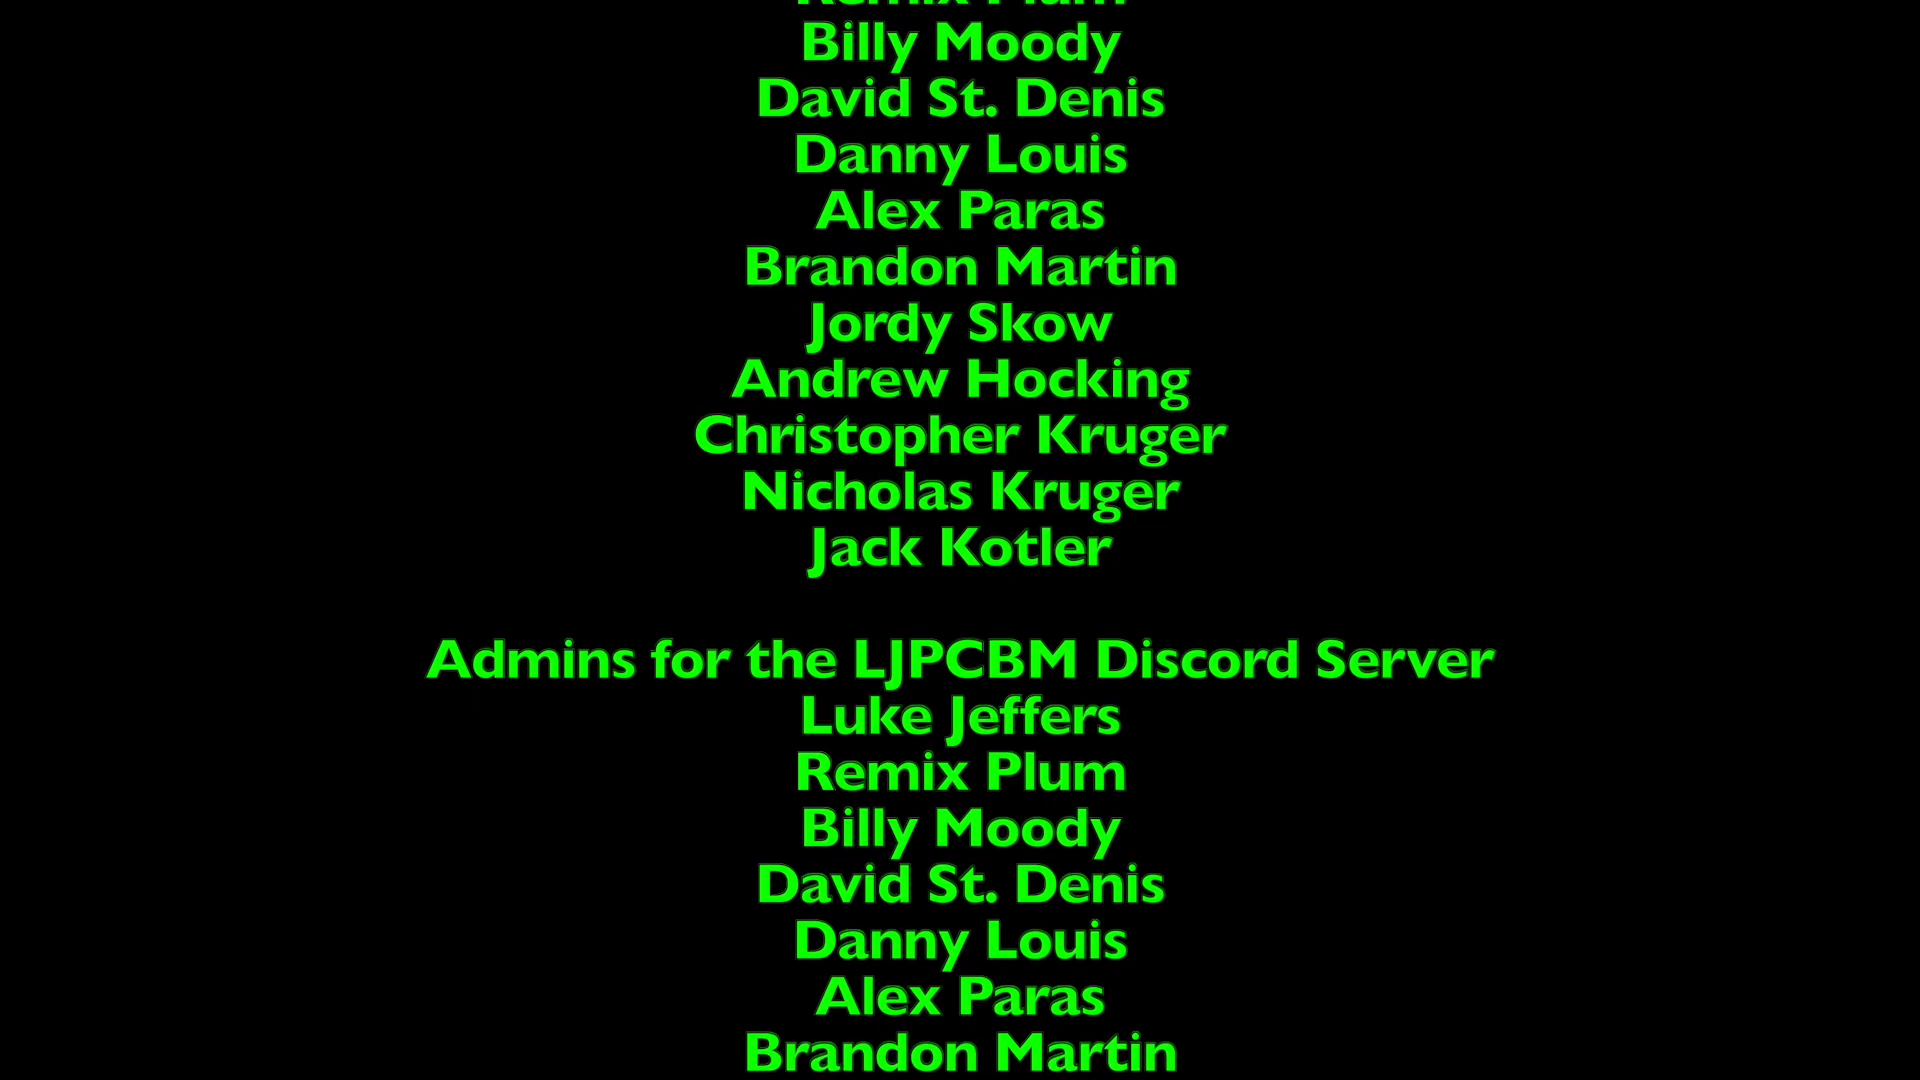 Remix Plum
Billy Moody
David St. Denis
Danny Louis
Alex Paras
Brandon Martin
Jordy Skow
Andrew Hocking
Christopher Kruger
Nicholas Kruger
Jack Kotler
Admins for the LJPCBM Discord Server
Luke Jeffers
Remix Plum
Billy Moody
David St. Denis
Danny Louis
Alex Paras
Brandon Martin